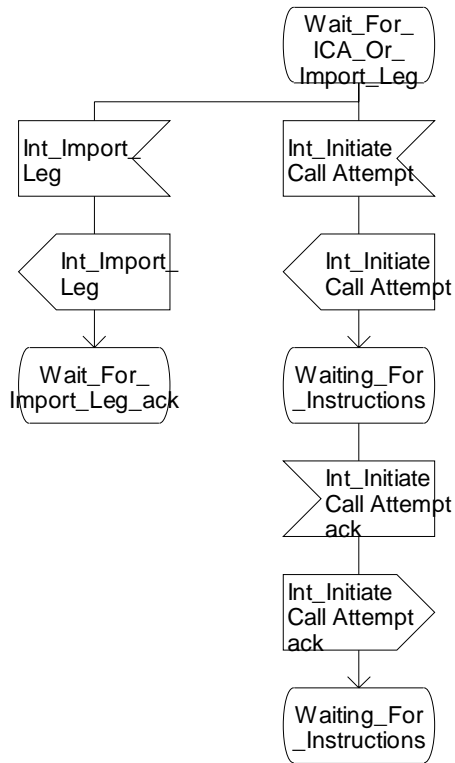 Wait_For_
ICA_Or_
Import_Leg
Int_Import_
Leg
Int_Initiate
Call Attempt
Int_Import_
Leg
Int_Initiate
Call Attempt
Wait_For_
Import_Leg_ack
Waiting_For
_Instructions
Int_Initiate
Call Attempt
ack
Int_Initiate
Call Attempt
ack
Waiting_For
_Instructions